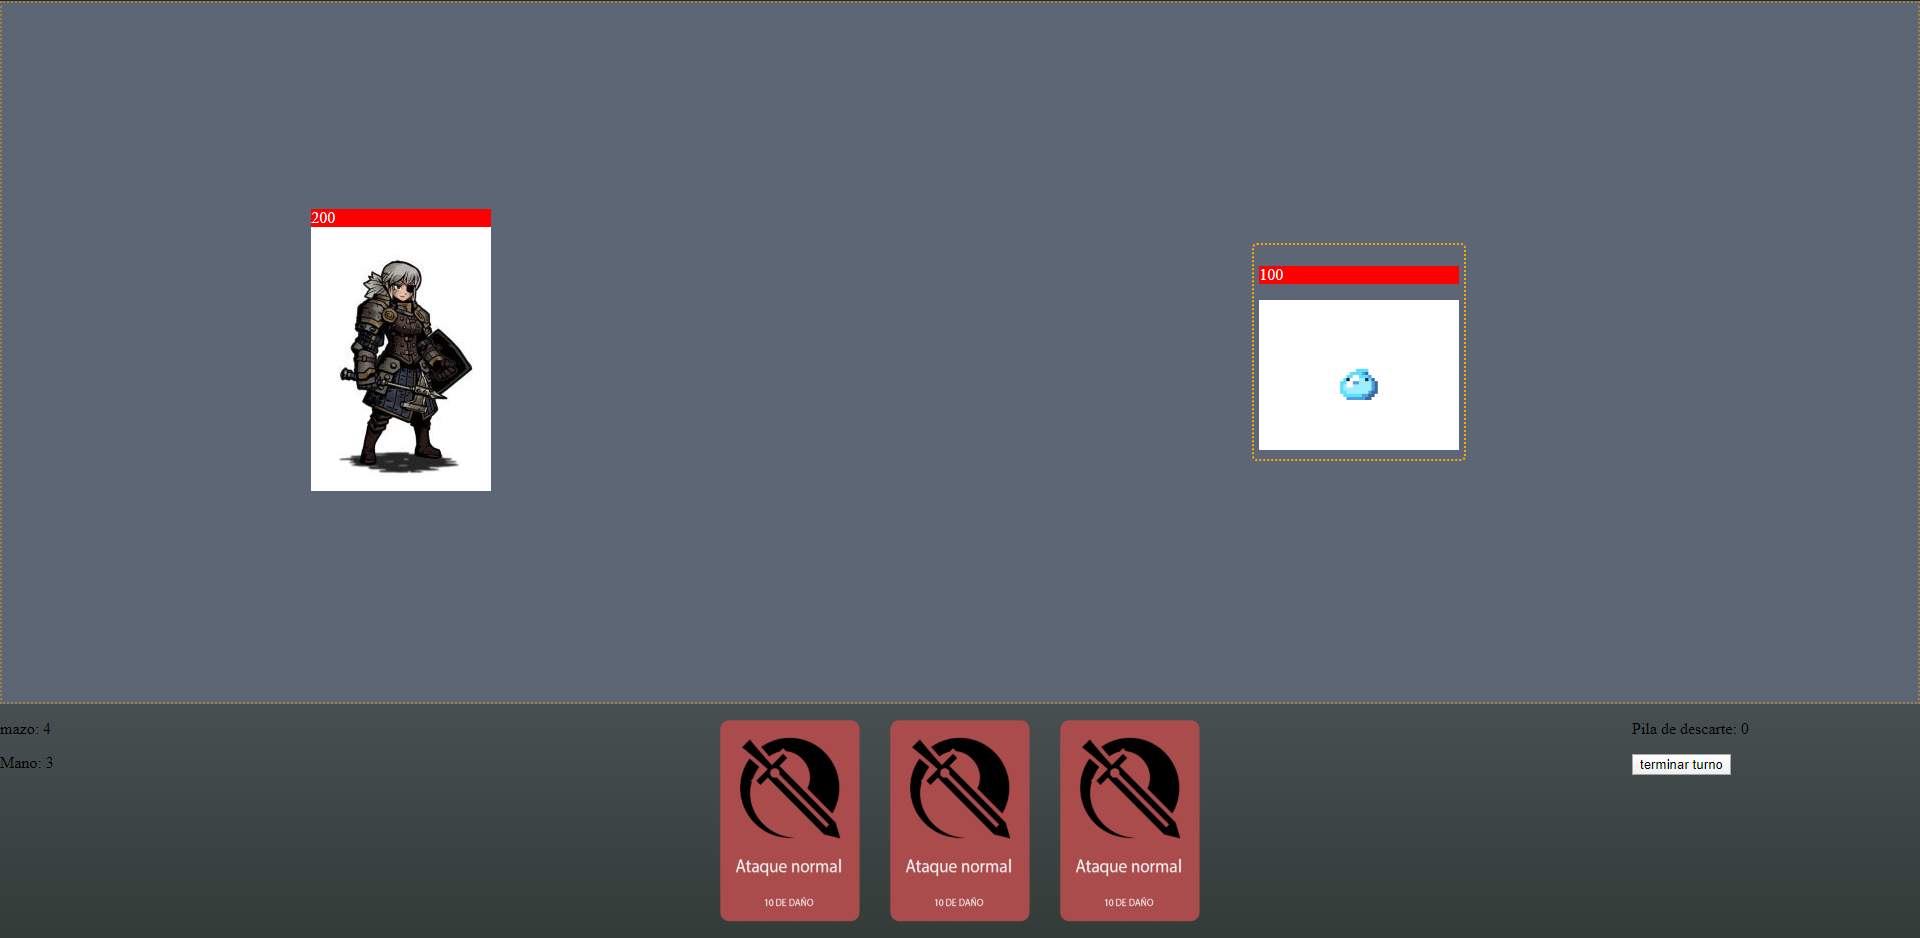 200
100
mazo: 4
Mano: 3
Ataque normal
10 DE DAÑO
Ataque normal
10 DE DAÑO
Ataque normal
10 DE DAÑO
Pila de descarte: 0
terminar turno